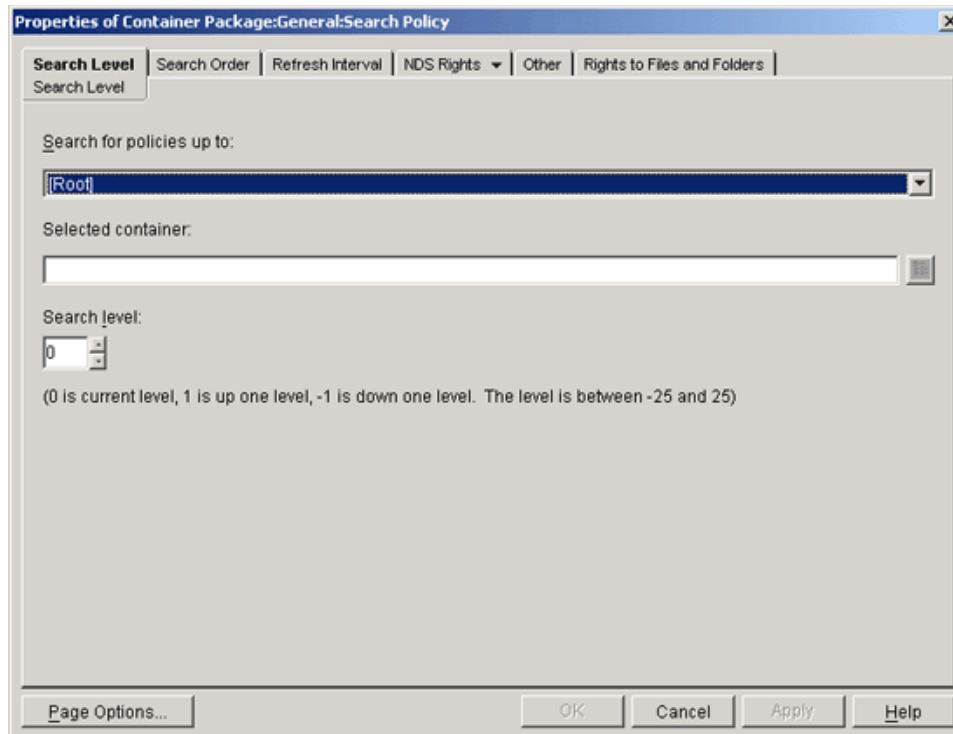 Properties of Container Package:General:Search Policy
Search Level Search Order Refresh Interval NDS Rights Other Rights to Files and Folders
Search Level
Search for policies up to:
[Root]
Selected container:
Search level:
0
(0 is current level, 1 is up one level, -1 is down one level. The level is between -25 and 25)
Page Options... OK Cancel Apply Help